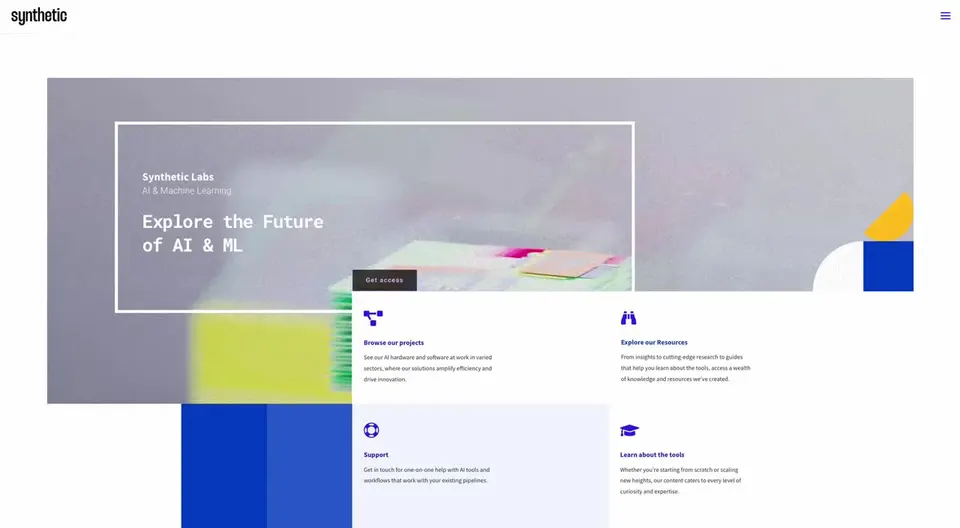 synthetic
Synthetic Labs
AI & Machine Learning
Explore the Future
of AI & ML
Get access
Browse our projects
See our AI hardware and software at work in varied
sectors, where our solutions amplify efficiency and
drive innovation.
Explore our Resources
From insights to cutting-edge research to guides
that help you learn about the tools, access a wealth
of knowledge and resources we've created.
Support
Get in touch for one-on-one help with AI tools and
workflows that work with your existing pipelines.
Learn about the tools
Whether you're starting from scratch or scaling
new heights, our content caters to every level of
curiosity and expertise.